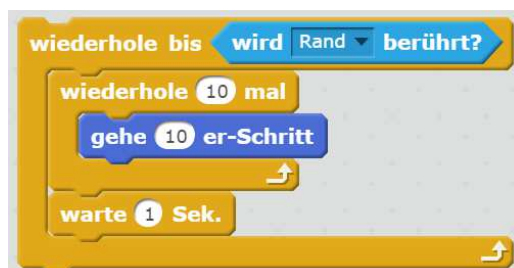 wiederhole bis wird Rand berührt?
wiederhole 10 mal
gehe 10 er-Schritt
warte 1 Sek.